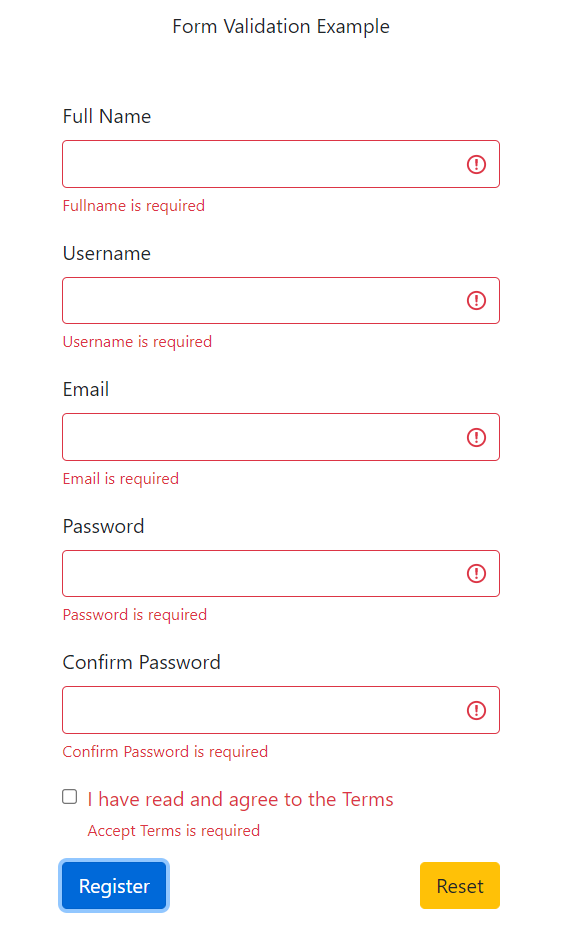 Form Validation Example
Full Name
Fullname is required
Username
Username is required
Email
Email is required
Password
Password is required
Confirm Password
Confirm Password is required
I have read and agree to the Terms
Accept Terms is required
Register Reset